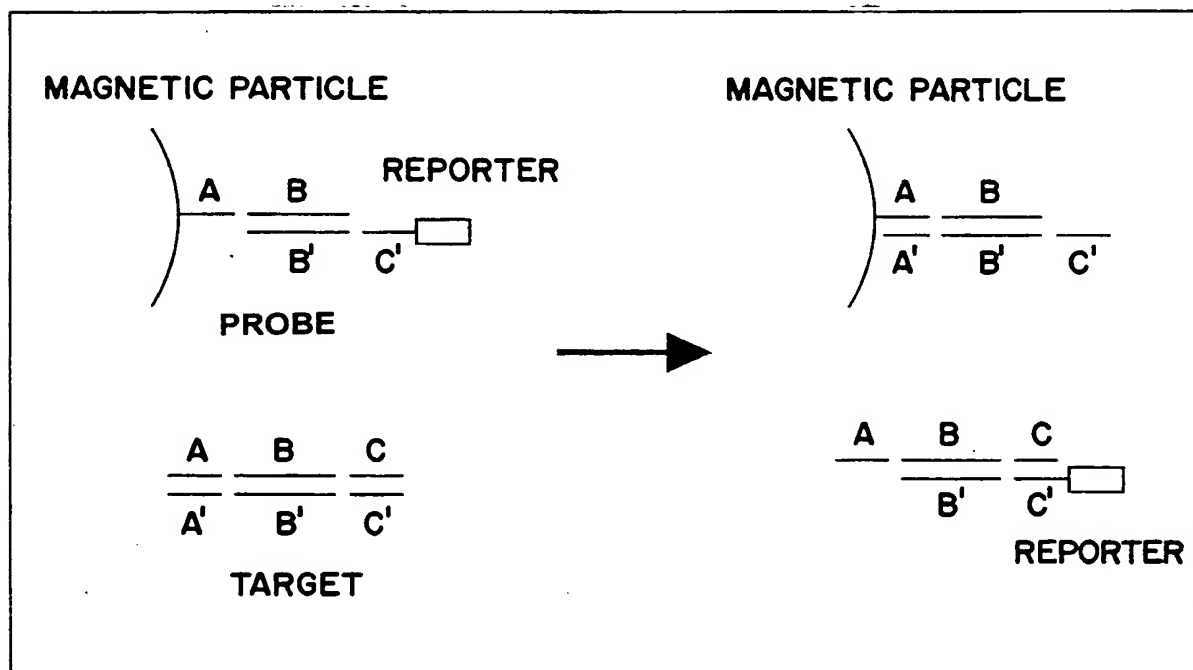 MAGNETIC PARTICLE
A B
REPORTER
B' C'
PROBE
A B C
A' B' C'
TARGET
MAGNETIC PARTICLE
A B
A' B' C'
A B C
B' C'
REPORTER